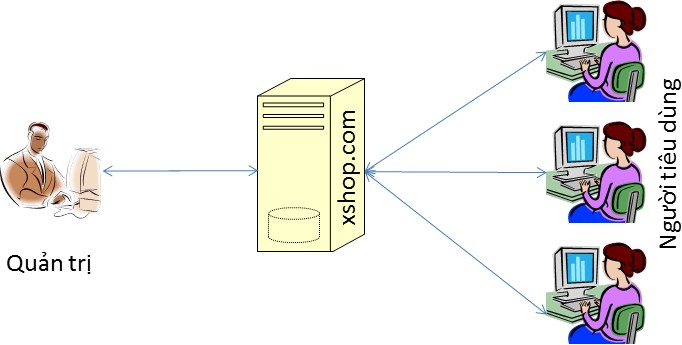 Quản trị
xshop.com
Người tiêu dùng